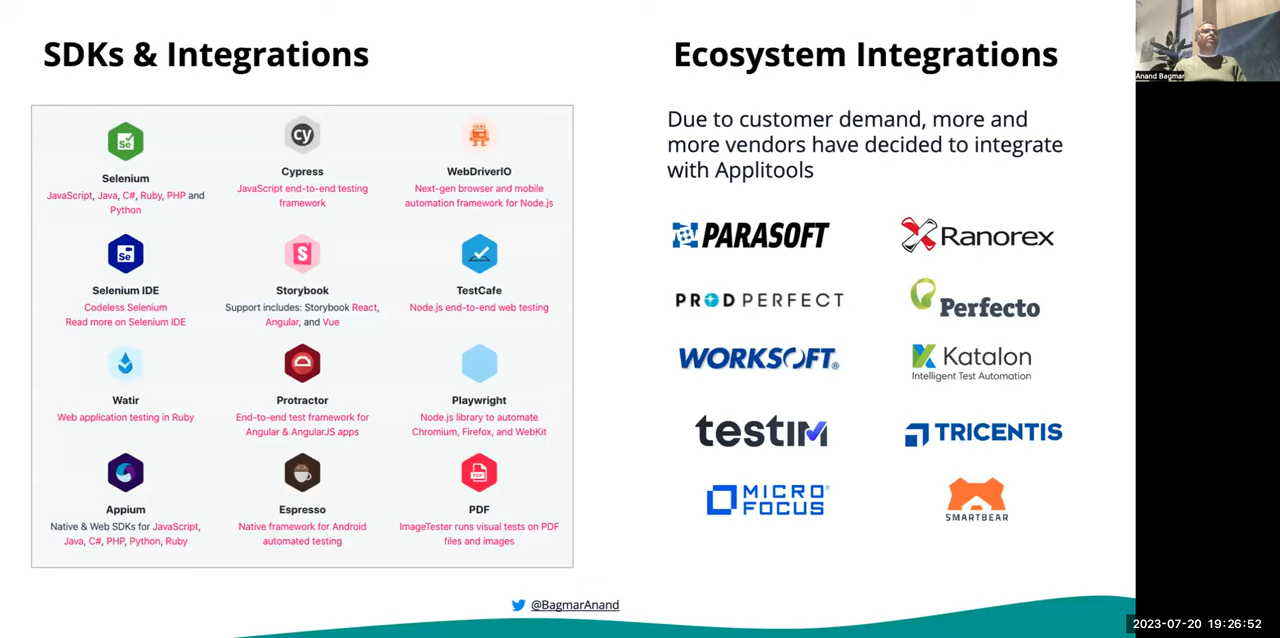 SDKs & Integrations
Se
Selenium
JavaScript, Java, C#, Ruby, PHP and
Python
cy
Cypress
JavaScript end-to-end testing
framework
WebDriverIO
Next-gen browser and mobile
automation framework for Node.js
Se
Selenium IDE
Codeless Selenium
Read more on Selenium IDE
S
Storybook
Support includes: Storybook React,
Angular, and Vue
TestCafe
Node.js end-to-end web testing
Watir
Web application testing in Ruby
Protractor
End-to-end test framework for
Angular & AngularJS apps
Playwright
Node.js library to automate
Chromium, Firefox, and WebKit
Appium
Native & Web SDKs for JavaScript,
Java, C#, PHP, Python, Ruby
Espresso
Native framework for Android
automated testing
PDF
PDF
ImageTester runs visual tests on PDF
files and images
Ecosystem Integrations
Due to customer demand, more and
more vendors have decided to integrate
with Applitools
PARASOFT
Ranorex
PRODPERFECT
Perfecto
WORKSOFT®
Katalon
Intelligent Test Automation
testim
TRICENTIS
MICRO®
FOCUS
SMARTBEAR
@BagmarAnand
Anand Bagmar
2023-07-20 19:26:52